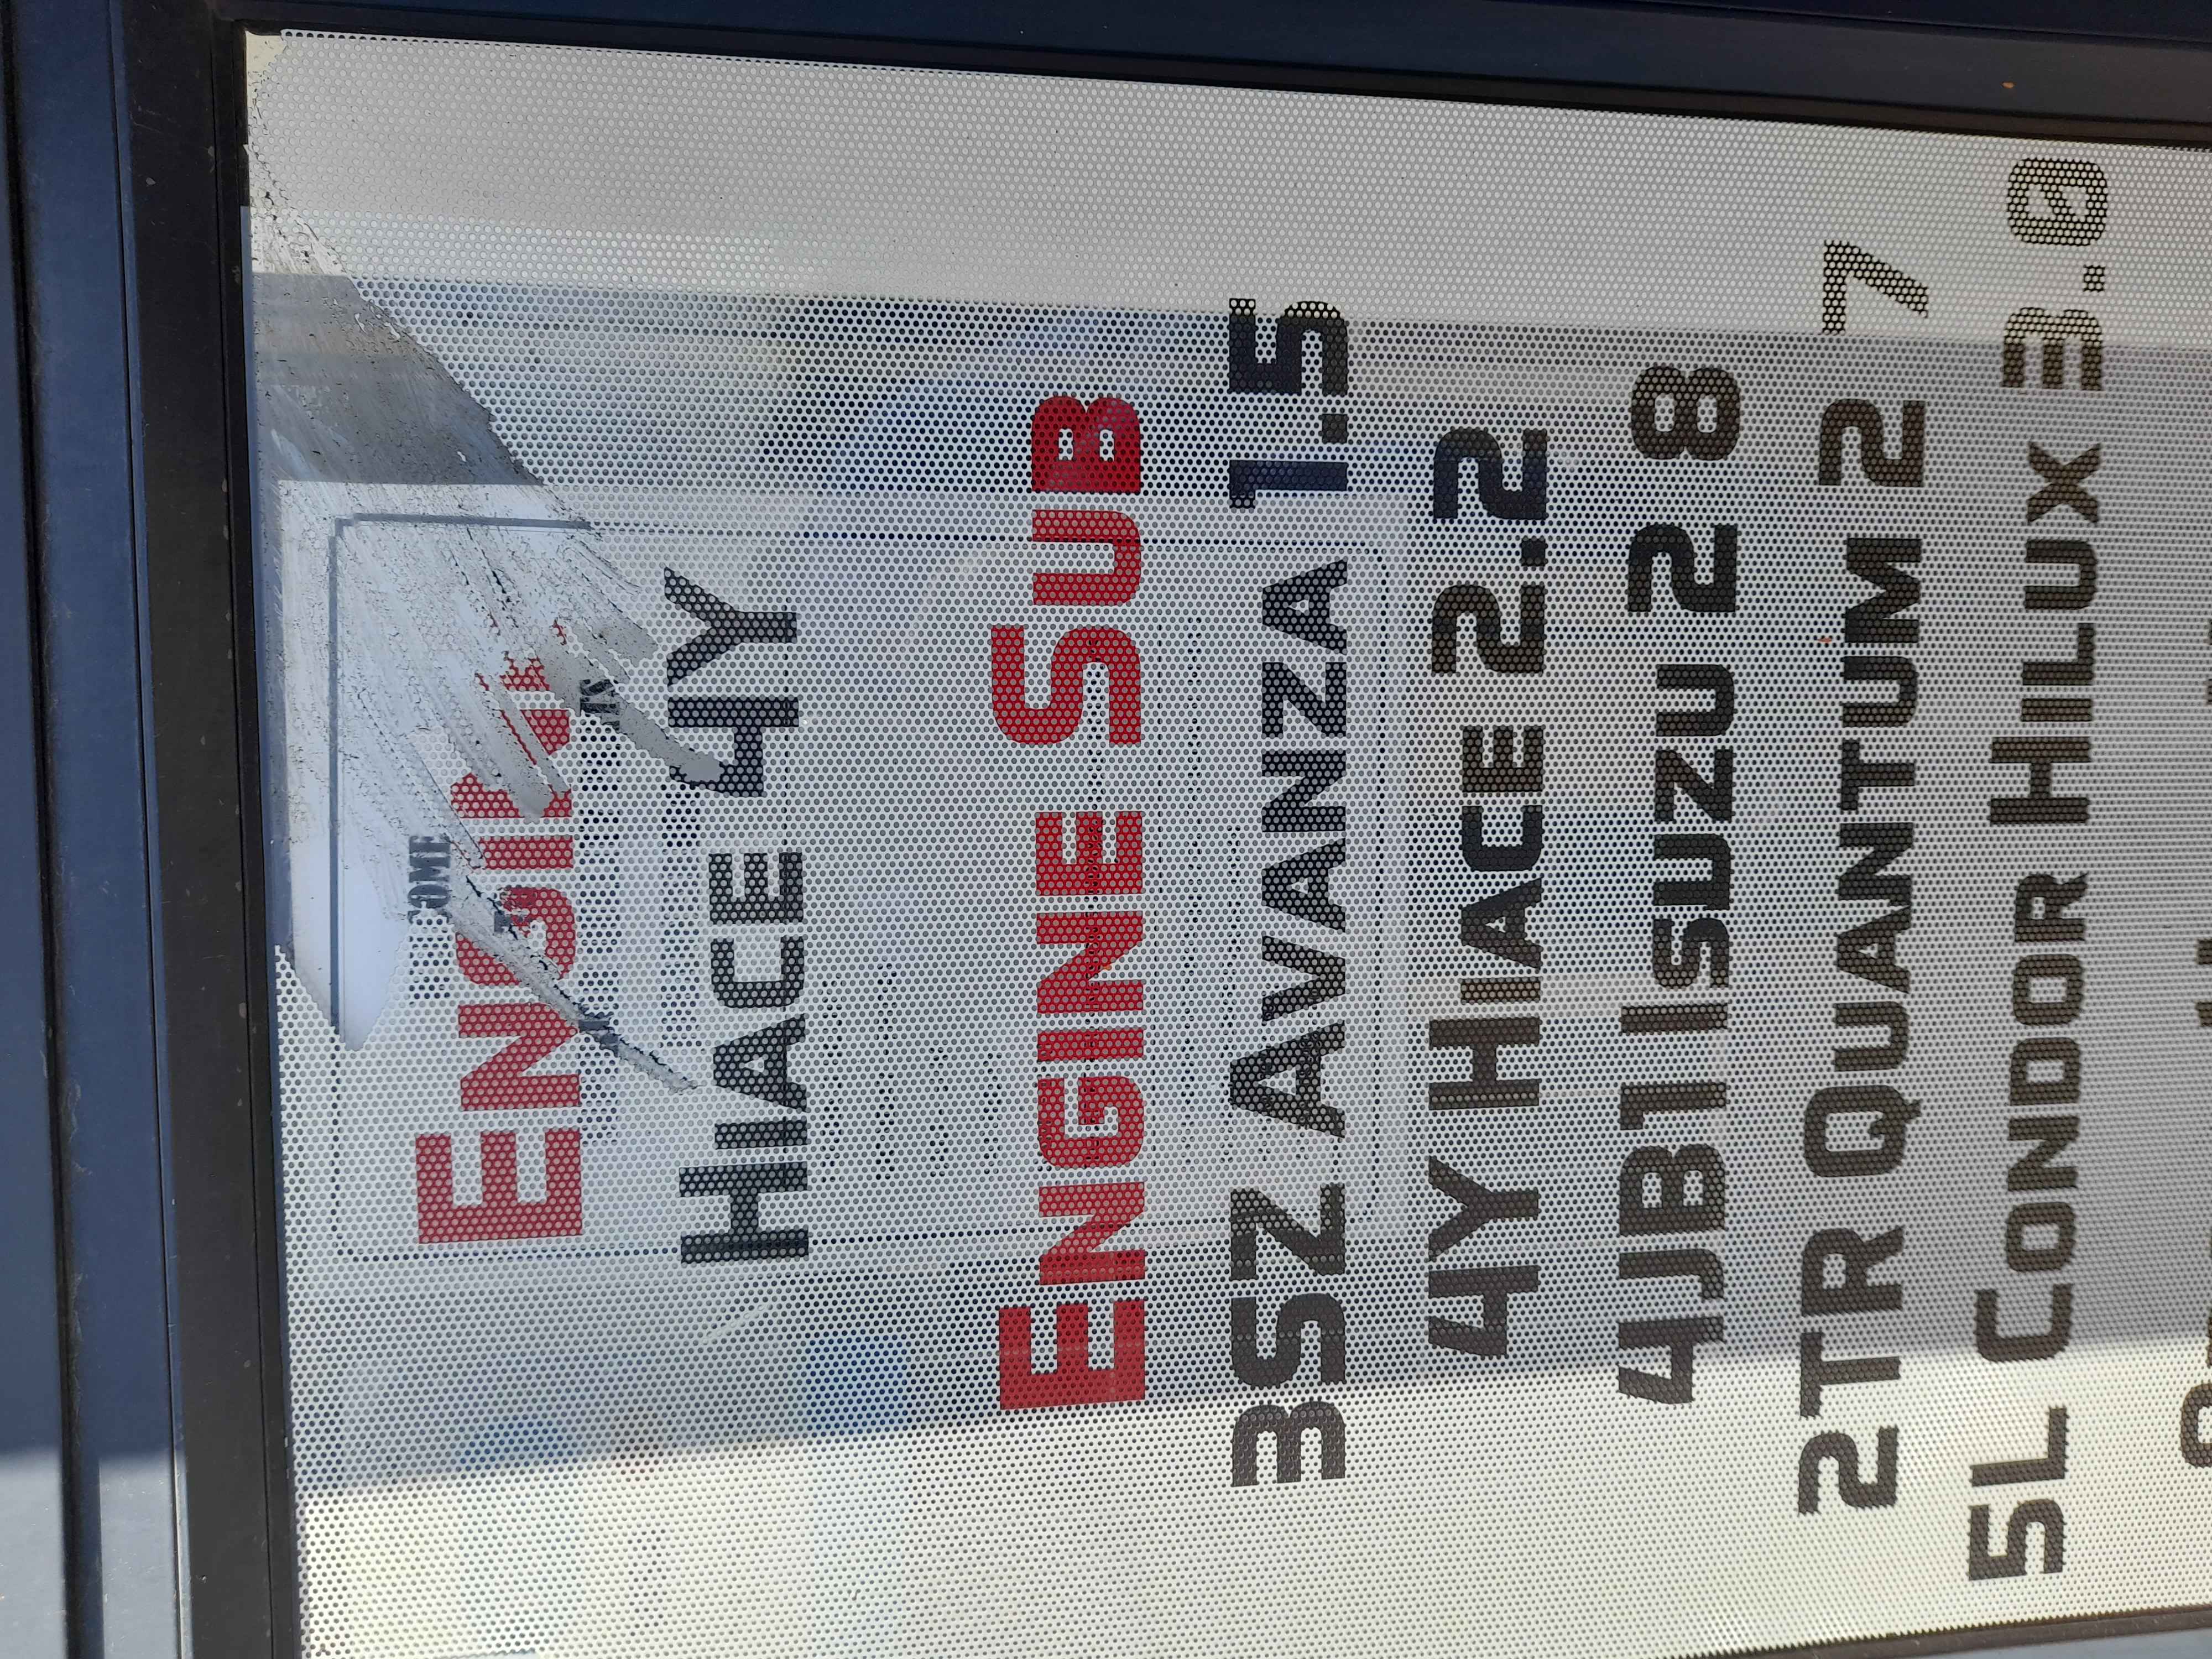 COME
HIACE 4Y
ENGINE SUB
3SZ AVANZA 1.5
4Y HIACE 2.2
4JB1 ISUZU 2 8
2TR QUANTUM 2 7
5L CONDOR HILUX 3.0